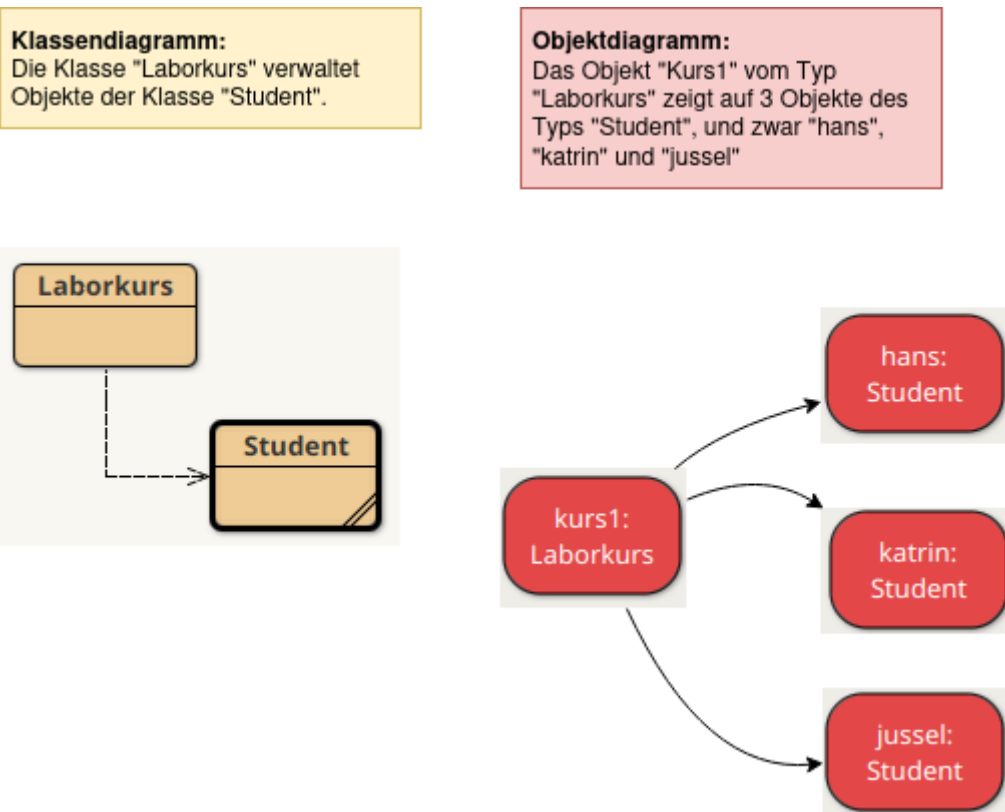 Klassendiagramm:
Die Klasse "Laborkurs" verwaltet
Objekte der Klasse "Student".
Objektdiagramm:
Das Objekt "Kurs1" vom Typ
"Laborkurs" zeigt auf 3 Objekte des
Typs "Student", und zwar "hans",
"katrin" und "jussel"
Laborkurs
Student
kurs1:
Laborkurs
hans:
Student
katrin:
Student
jussel:
Student